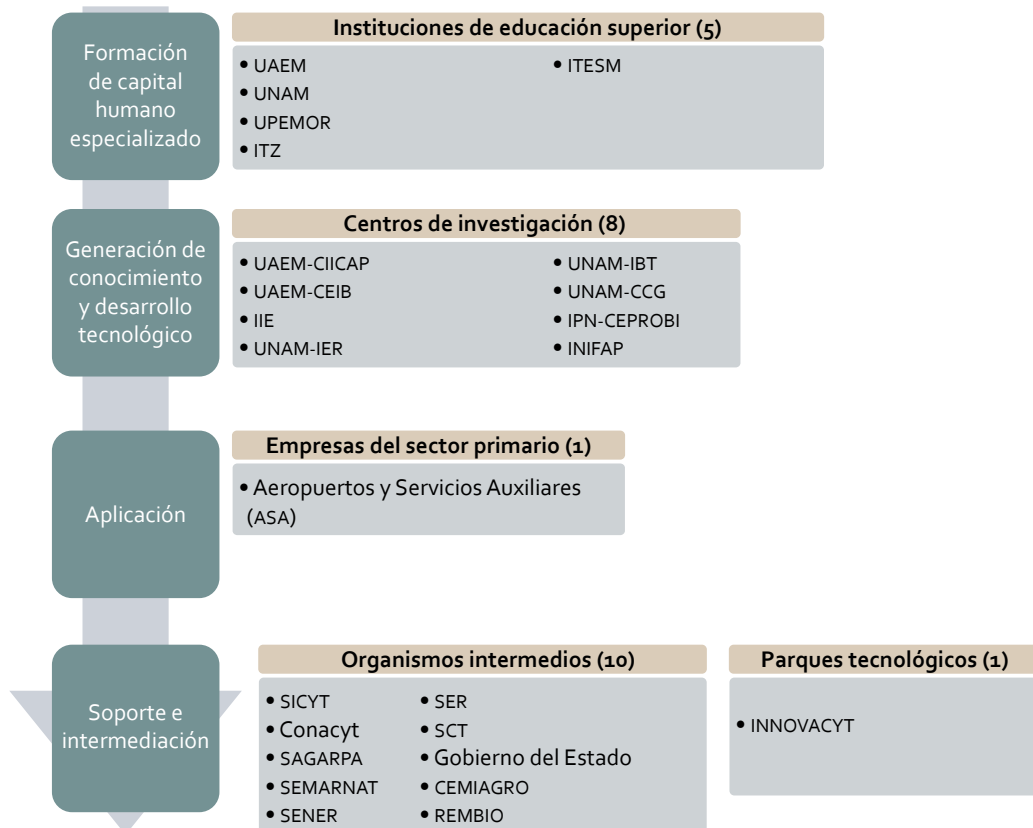 Formación
de capital
humano
especializado
Instituciones de educación superior (5)
• UAEM
• UNAM
• UPEMOR
• ITZ
• ITESM
Generación de
conocimiento
y desarrollo
tecnológico
Centros de investigación (8)
• UAEM-CIICAP
• UAEM-CEIB
• IIE
• UNAM-IER
• UNAM-IBT
• UNAM-CCG
• IPN-CEPROBI
• INIFAP
Aplicación
Empresas del sector primario (1)
• Aeropuertos y Servicios Auxiliares
(ASA)
Soporte e
intermediación
Organismos intermedios (10)
• SICYT
• Conacyt
• SAGARPA
• SEMARNAT
• SENER
• SER
• SCT
• Gobierno del Estado
• CEMIAGRO
• REMBIO
Parques tecnológicos (1)
• INNOVACYT